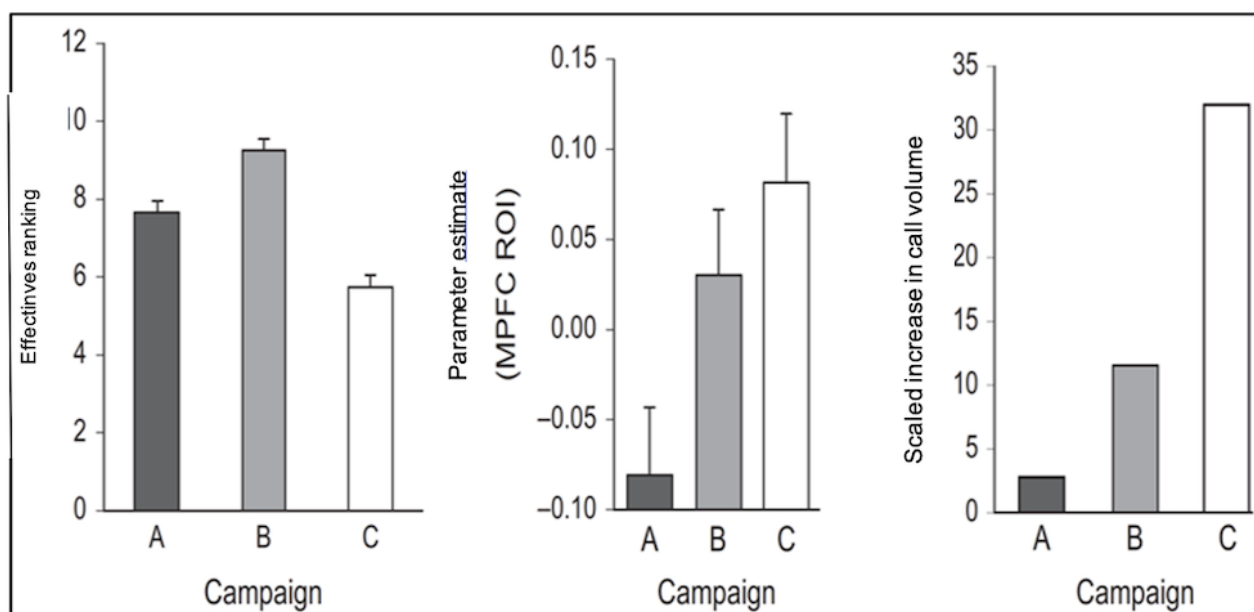 12
10
8
6
4
2
0
Effectinves ranking
A B C
Campaign
0.15
0.10
0.05
0.00
–0.05
–0.10
Parameter estimate
(MPFC ROI)
A B C
Campaign
35
30
25
20
15
10
5
0
Scaled increase in call volume
A B C
Campaign